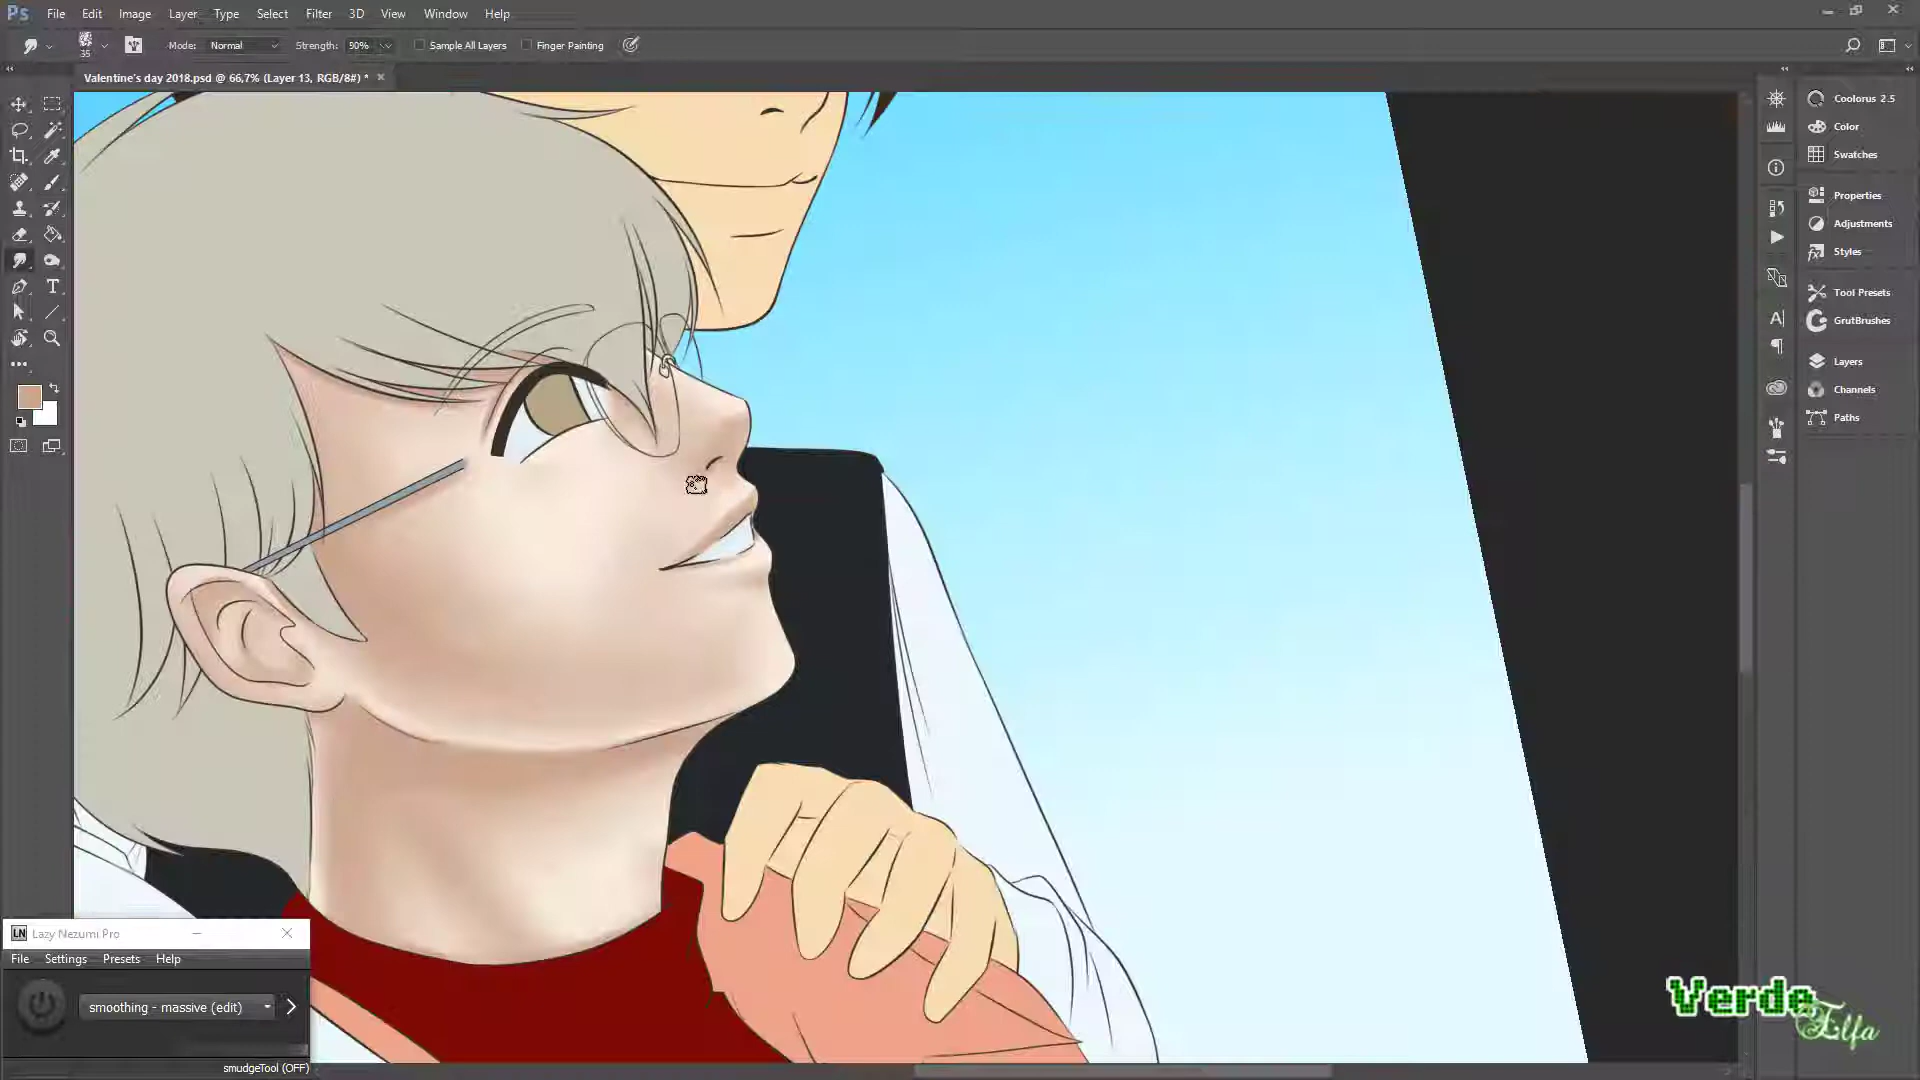 Ps File Edit Image Layer Type Select Filter 3D View Window Help
35 Mode: Normal Strength: 50% Sample All Layers Finger Painting
Valentine's day 2018.psd @ 66,7% (Layer 13, RGB/8#) *
Coolorus 2.5
Color
Swatches
Properties
Adjustments
Styles
Tool Presets
GrutBrushes
Layers
Channels
Paths
LN Lazy Nezumi Pro
File Settings Presets Help
smoothing - massive (edit)
smudgeTool (OFF)
Verde
Elfa